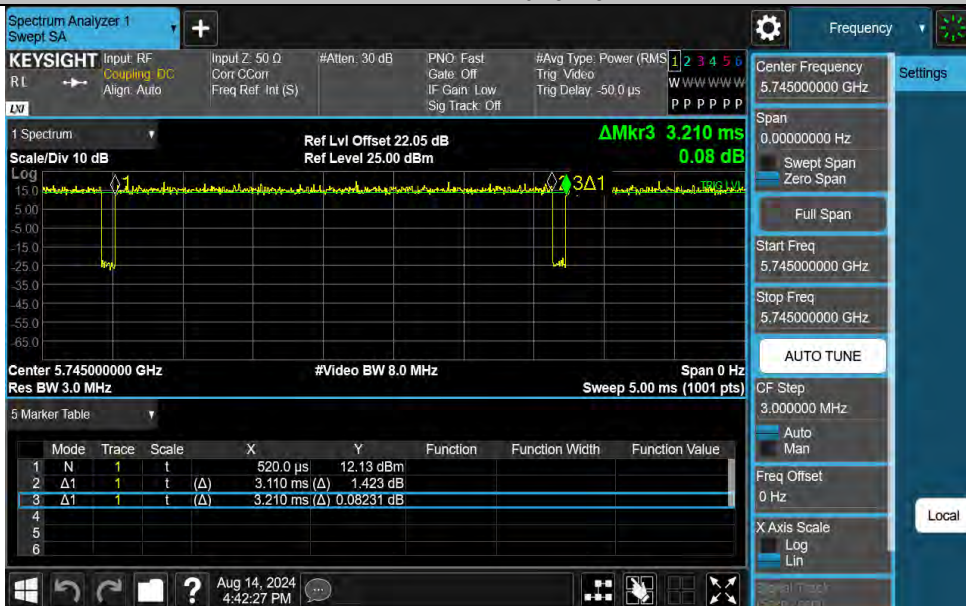 Spectrum Analyzer 1
Swept SA
+
Frequency
KEYSIGHT
R L
LXI
Input: RF
Coupling: DC
Align: Auto
Input Z: 50 Ω
Corr CCorr
Freq Ref: Int (S)
#Atten: 30 dB
PNO: Fast
Gate: Off
IF Gain: Low
Sig Track: Off
#Avg Type: Power (RMS
Trig: Video
Trig Delay: -50.0 µs
1 2 3 4 5 6
W W W W W W
P P P P P P
1 Spectrum
Scale/Div 10 dB
Ref Lvl Offset 22.05 dB
Ref Level 25.00 dBm
ΔMkr3 3.210 ms
0.08 dB
Log
15.0
5.00
-5.00
-15.0
-25.0
-35.0
-45.0
-55.0
-65.0
1
3Δ1
TRIG LVL
Center 5.745000000 GHz
#Video BW 8.0 MHz
Span 0 Hz
Res BW 3.0 MHz
Sweep 5.00 ms (1001 pts)
5 Marker Table
Mode Trace Scale X Y Function Function Width Function Value
1 N 1 t 520.0 µs 12.13 dBm
2 Δ1 1 t (Δ) 3.110 ms (Δ) 1.423 dB
3 Δ1 1 t (Δ) 3.210 ms (Δ) 0.08231 dB
4
5
6
?
Aug 14, 2024
4:42:27 PM
Center Frequency
5.745000000 GHz
Span
0.00000000 Hz
Swept Span
Zero Span
Full Span
Start Freq
5.745000000 GHz
Stop Freq
5.745000000 GHz
AUTO TUNE
CF Step
3.000000 MHz
Auto
Man
Freq Offset
0 Hz
X Axis Scale
Log
Lin
Signal Track
Settings
Local